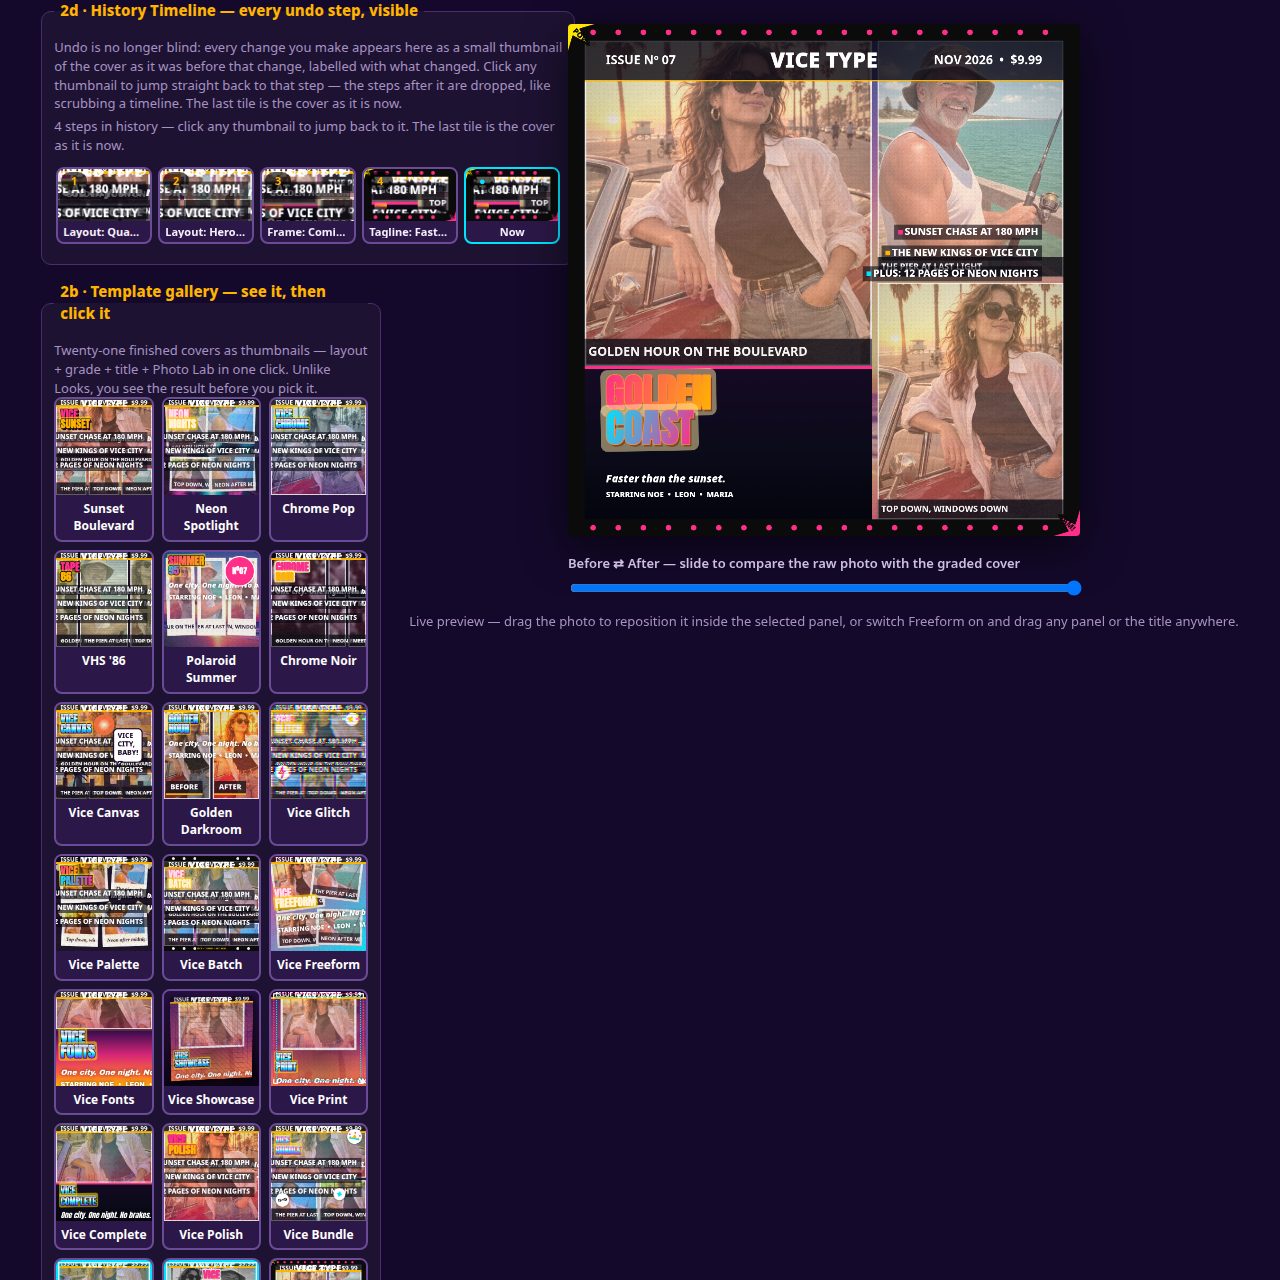 2d · History Timeline — every undo step, visible
Undo is no longer blind: every change you make appears here as a small thumbnail
of the cover as it was before that change, labelled with what changed. Click any
thumbnail to jump straight back to that step — the steps after it are dropped, like
scrubbing a timeline. The last tile is the cover as it is now.
4 steps in history — click any thumbnail to jump back to it. The last tile is the cover
as it is now.
1
2
3
4
Layout: Qua...
Layout: Hero...
Frame: Comi...
Tagline: Fast...
Now
2b · Template gallery — see it, then
click it
Twenty-one finished covers as thumbnails — layout
+ grade + title + Photo Lab in one click. Unlike
Looks, you see the result before you pick it.
Sunset
Boulevard
Neon
Spotlight
Chrome Pop
VHS '86
Polaroid
Summer
Chrome Noir
Vice Canvas
Golden
Darkroom
Vice Glitch
Vice Palette
Vice Batch
Vice Freeform
Vice Fonts
Vice Showcase
Vice Print
Vice Complete
Vice Polish
Vice Bundle
ISSUE Nº 07
VICE TYPE
NOV 2026 • $9.99
SUNSET CHASE AT 180 MPH
THE NEW KINGS OF VICE CITY
THE PIER AT LAST LIGHT
PLUS: 12 PAGES OF NEON NIGHTS
GOLDEN HOUR ON THE BOULEVARD
GOLDEN
COAST
Faster than the sunset.
STARRING NOE • LEON • MARIA
TOP DOWN, WINDOWS DOWN
Before ⇄ After — slide to compare the raw photo with the graded cover
Live preview — drag the photo to reposition it inside the selected panel, or switch Freeform on and drag any panel or the title anywhere.